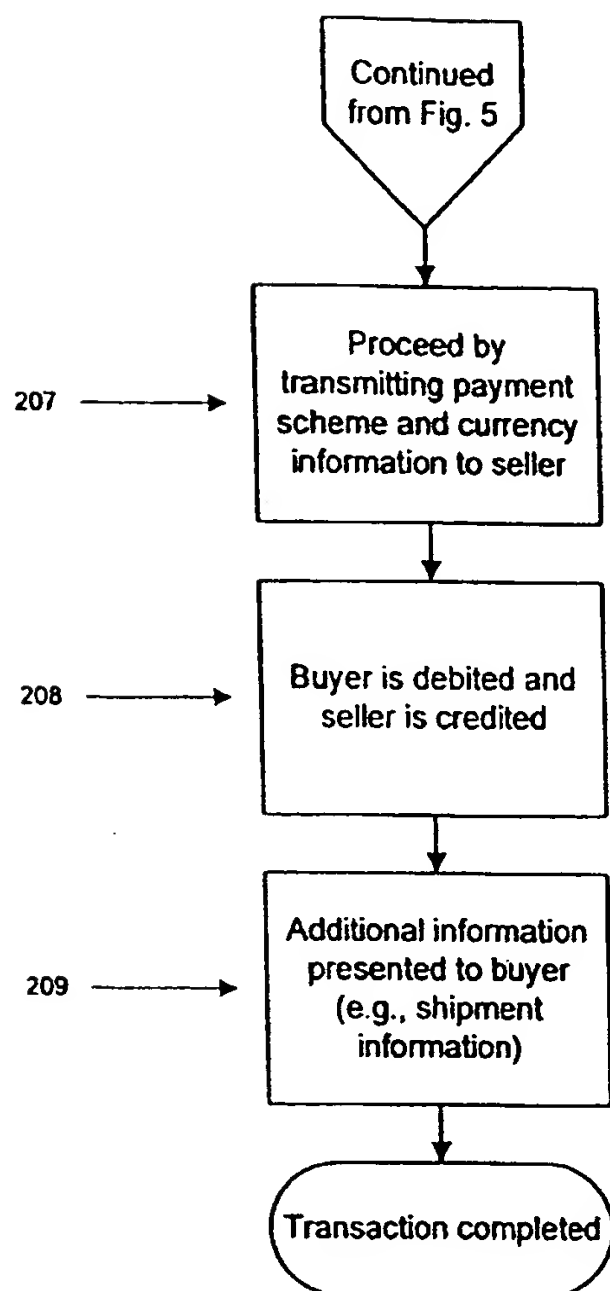 Continued
from Fig. 5
207
Proceed by
transmitting payment
scheme and currency
information to seller
208
Buyer is debited and
seller is credited
209
Additional information
presented to buyer
(e.g., shipment
information)
Transaction completed